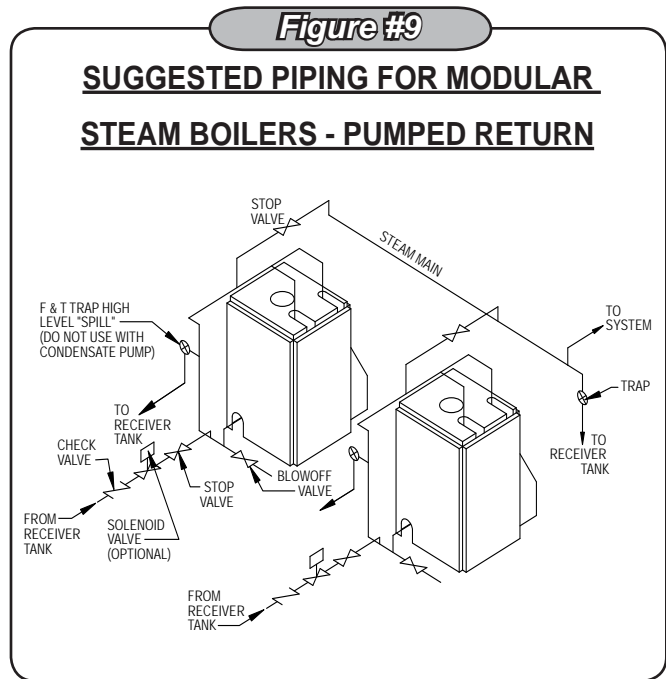 Figure #9
SUGGESTED PIPING FOR MODULAR
STEAM BOILERS - PUMPED RETURN
STOP
VALVE
STEAM MAIN
F & T TRAP HIGH
LEVEL "SPILL"
(DO NOT USE WITH
CONDENSATE PUMP)
TO
SYSTEM
TRAP
TO
RECEIVER
TANK
TO
RECEIVER
TANK
CHECK
VALVE
STOP
VALVE
BLOWOFF
VALVE
FROM
RECEIVER
TANK
SOLENOID
VALVE
(OPTIONAL)
FROM
RECEIVER
TANK